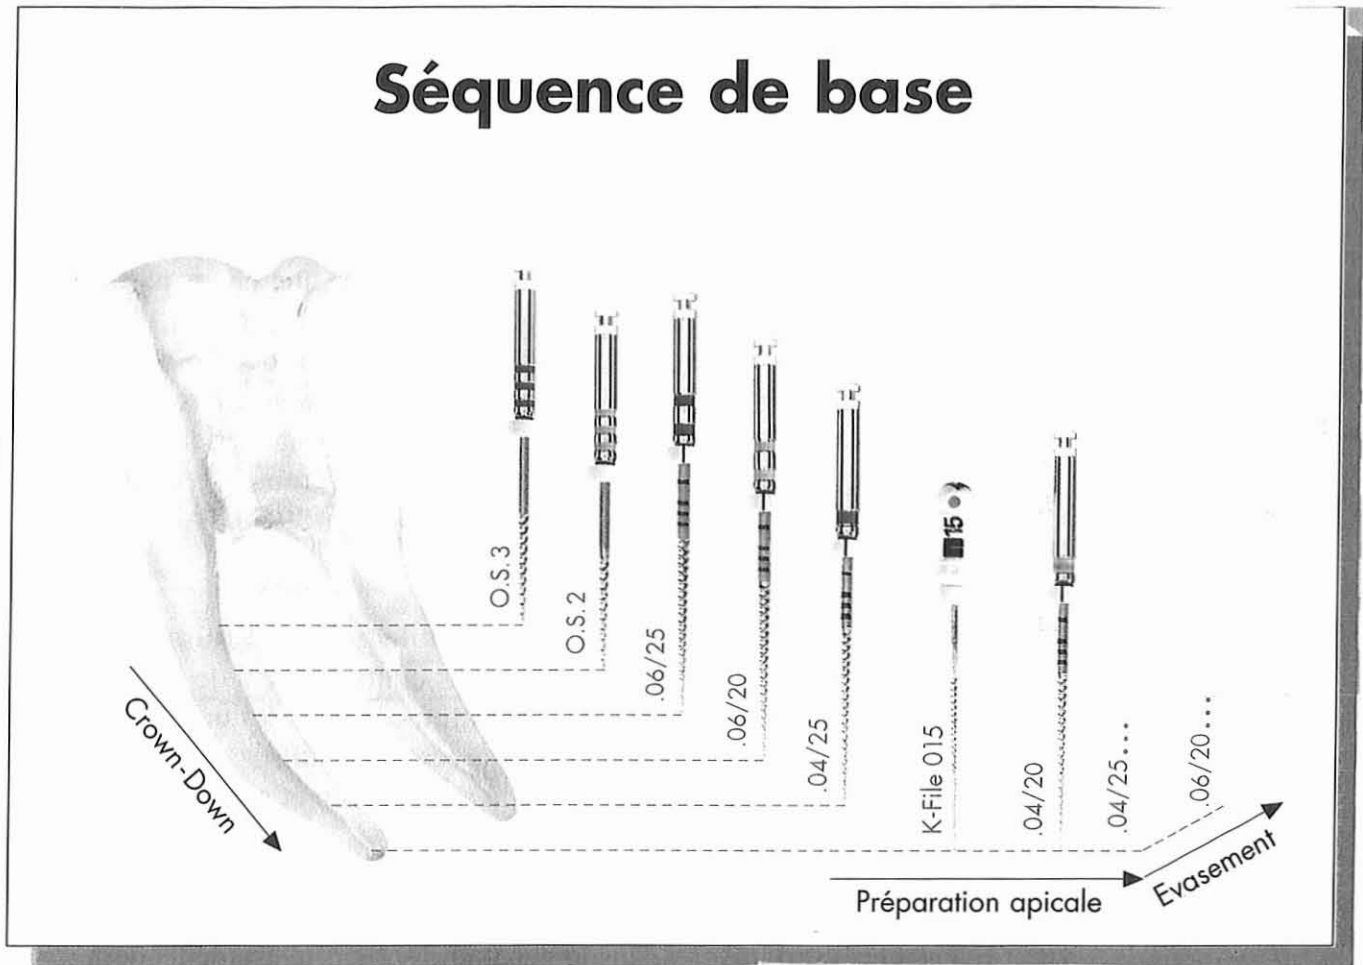 Séquence de base
O.S.3
O.S.2
.06/25
.06/20
.04/25
15
K-File 015
.04/20
.04/25...
.06/20...
Crown-Down
Préparation apicale
Evasement